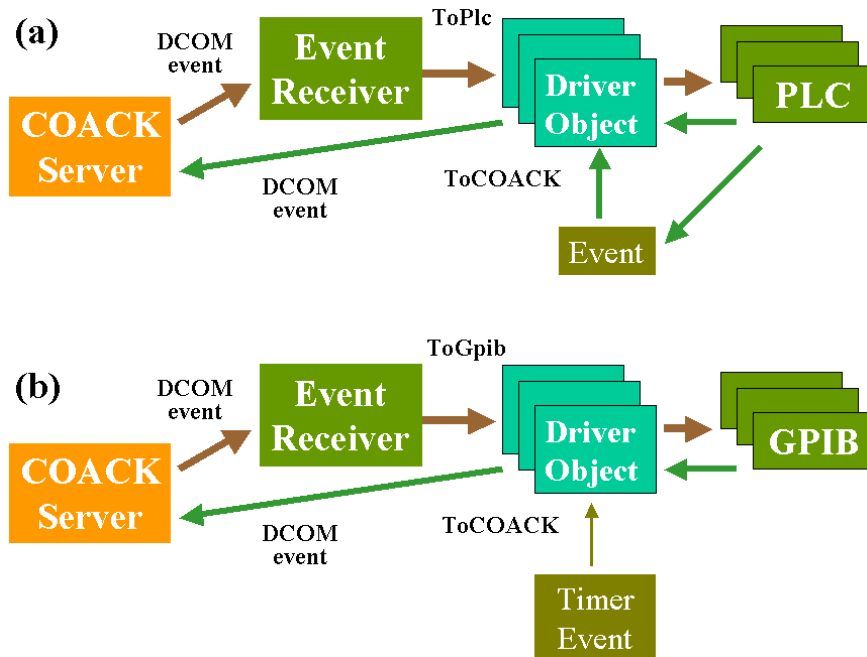 (a)
DCOM
event
Event
Receiver
ToPlc
Driver
Object
PLC
COACK
Server
DCOM
event
ToCOACK
Event
(b)
DCOM
event
Event
Receiver
ToGpib
Driver
Object
GPIB
COACK
Server
DCOM
event
ToCOACK
Timer
Event